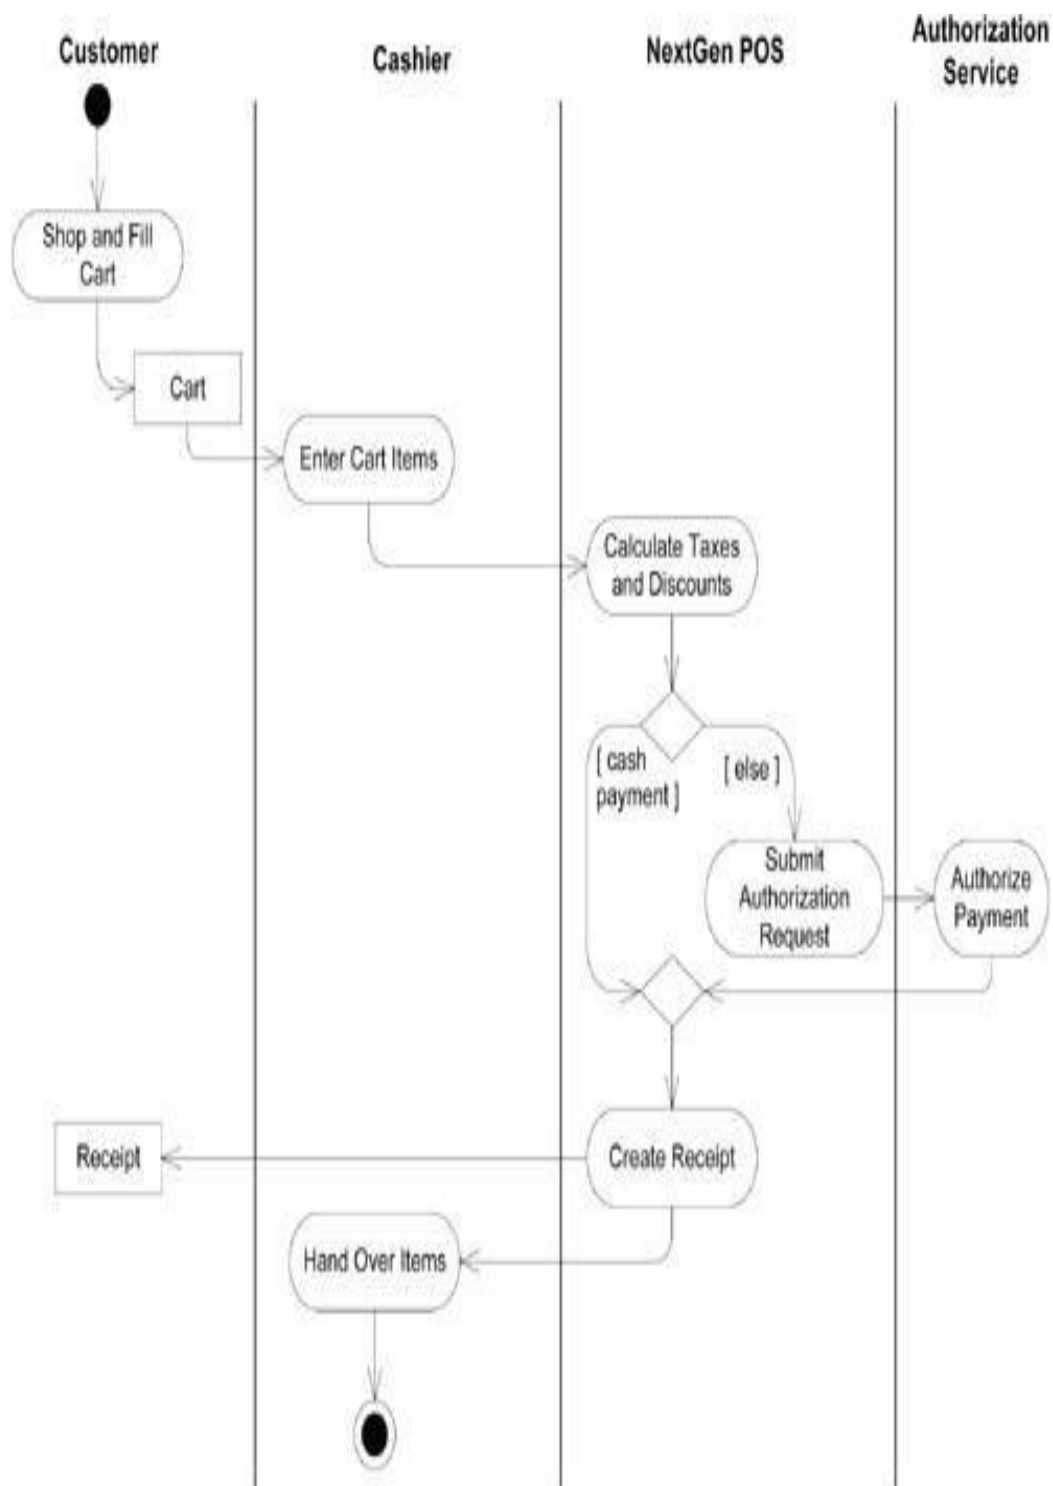 Customer
Cashier
NextGen POS
Authorization
Service
Shop and Fill
Cart
Cart
Enter Cart Items
Calculate Taxes
and Discounts
[ cash
payment ]
[ else ]
Submit
Authorization
Request
Authorize
Payment
Receipt
Create Receipt
Hand Over Items